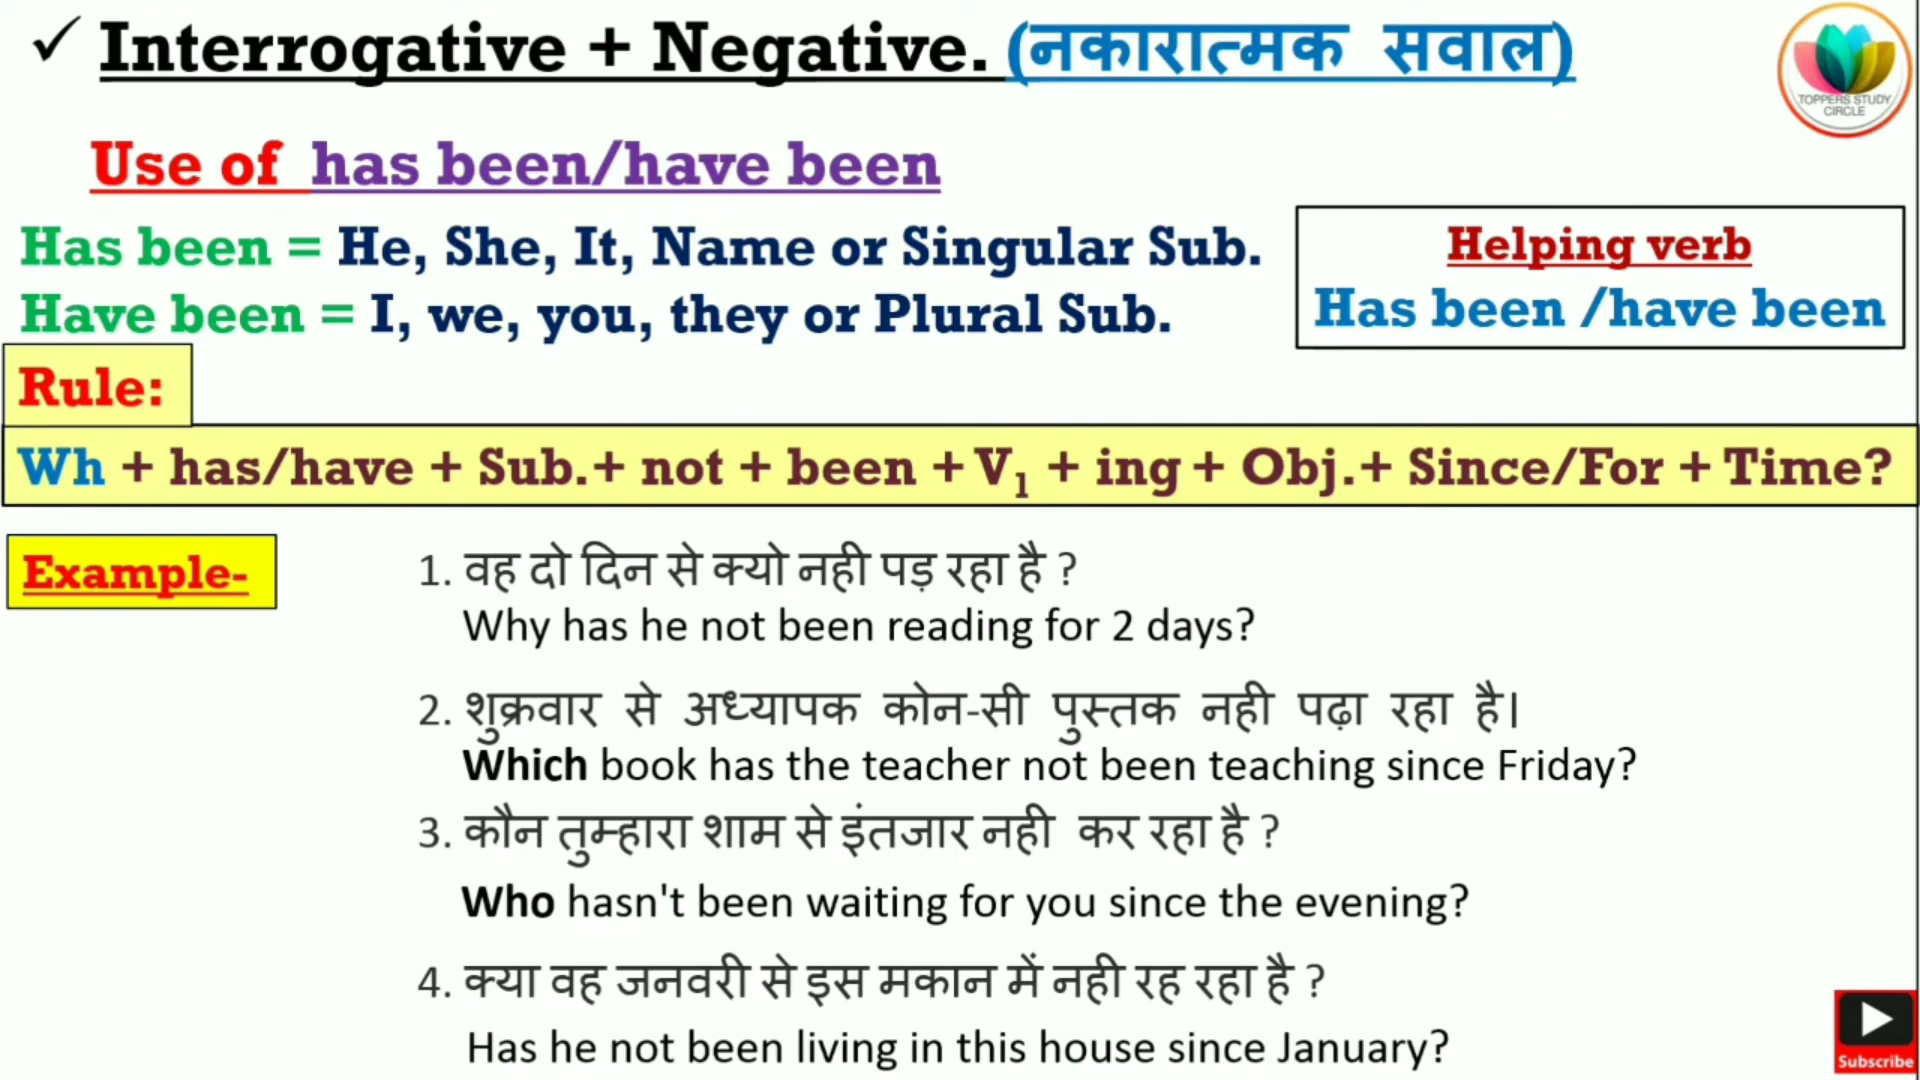 ✓ Interrogative + Negative. (नकारात्मक सवाल)
TOPPERS STUDY
CIRCLE
Use of has been/have been
Has been = He, She, It, Name or Singular Sub.
Have been = I, we, you, they or Plural Sub.
Helping verb
Has been /have been
Rule:
Wh + has/have + Sub.+ not + been + V₁ + ing + Obj.+ Since/For + Time?
Example-
1. वह दो दिन से क्यो नही पड़ रहा है ?
Why has he not been reading for 2 days?
2. शुक्रवार से अध्यापक कोन-सी पुस्तक नही पढ़ा रहा है।
Which book has the teacher not been teaching since Friday?
3. कौन तुम्हारा शाम से इंतजार नही कर रहा है ?
Who hasn't been waiting for you since the evening?
4. क्या वह जनवरी से इस मकान में नही रह रहा है ?
Has he not been living in this house since January?
Subscribe